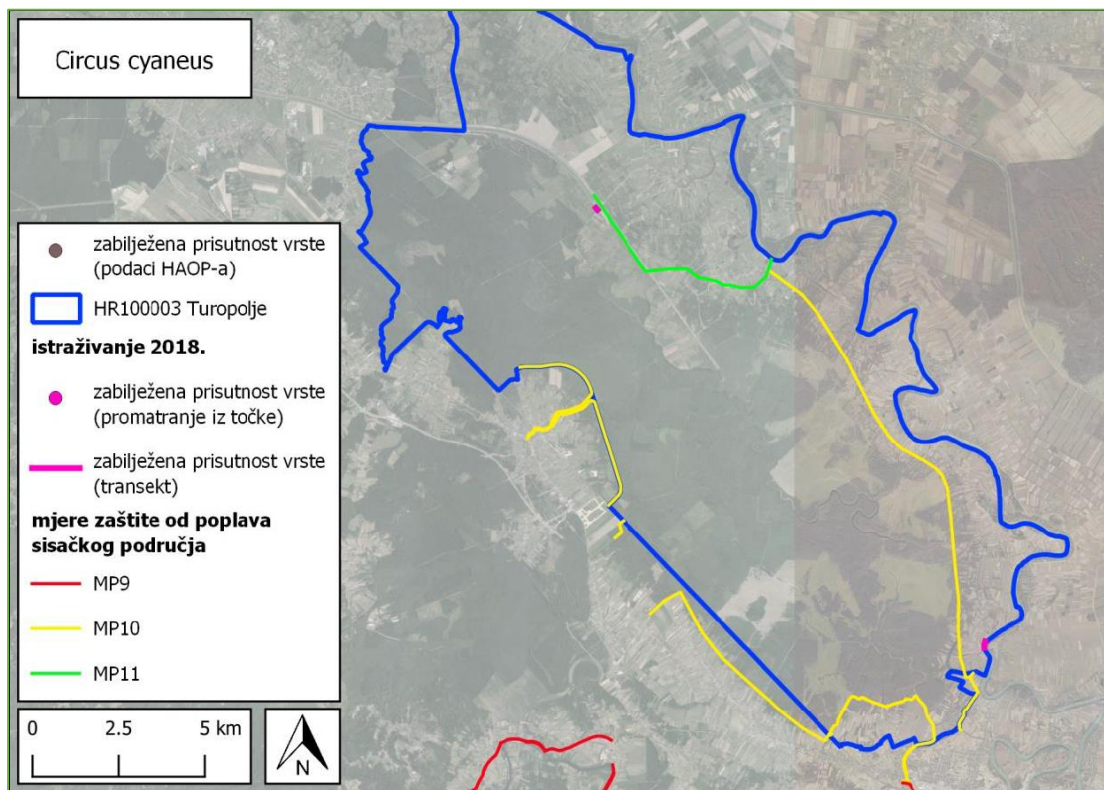 Circus cyaneus
zabilježena prisutnost vrste
(podaci HAOP-a)
HR100003 Turopolje
istraživanje 2018.
zabilježena prisutnost vrste
(promatranje iz točke)
zabilježena prisutnost vrste
(transekt)
mjere zaštite od poplava
sisačkog područja
MP9
MP10
MP11
0 2.5 5 km
N